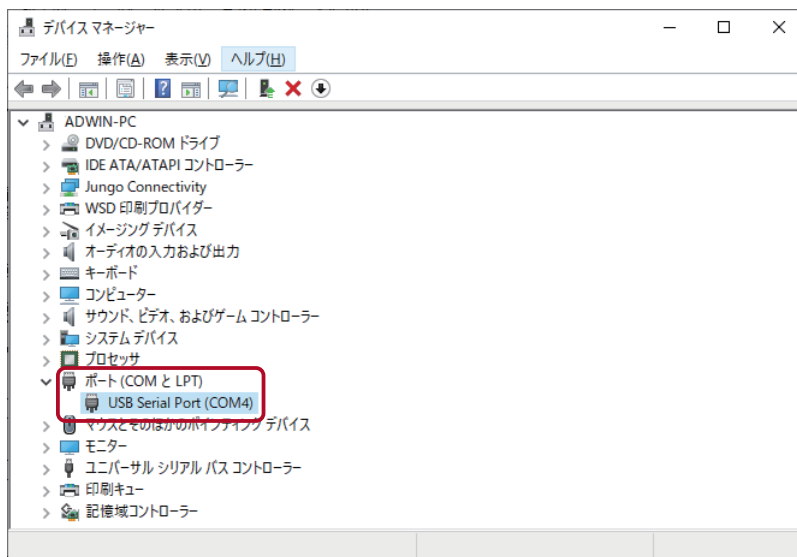 デバイス マネージャー
ファイル(F) 操作(A) 表示(V) ヘルプ(H)
ADWIN-PC
DVD/CD-ROM ドライブ
IDE ATA/ATAPI コントローラー
Jungo Connectivity
WSD 印刷プロバイダー
イメージング デバイス
オーディオの入力および出力
キーボード
コンピューター
サウンド、ビデオ、およびゲーム コントローラー
システム デバイス
プロセッサ
ポート (COM と LPT)
USB Serial Port (COM4)
マウスとそのほかのポインティング デバイス
モニター
ユニバーサル シリアル バス コントローラー
印刷キュー
記憶域コントローラー